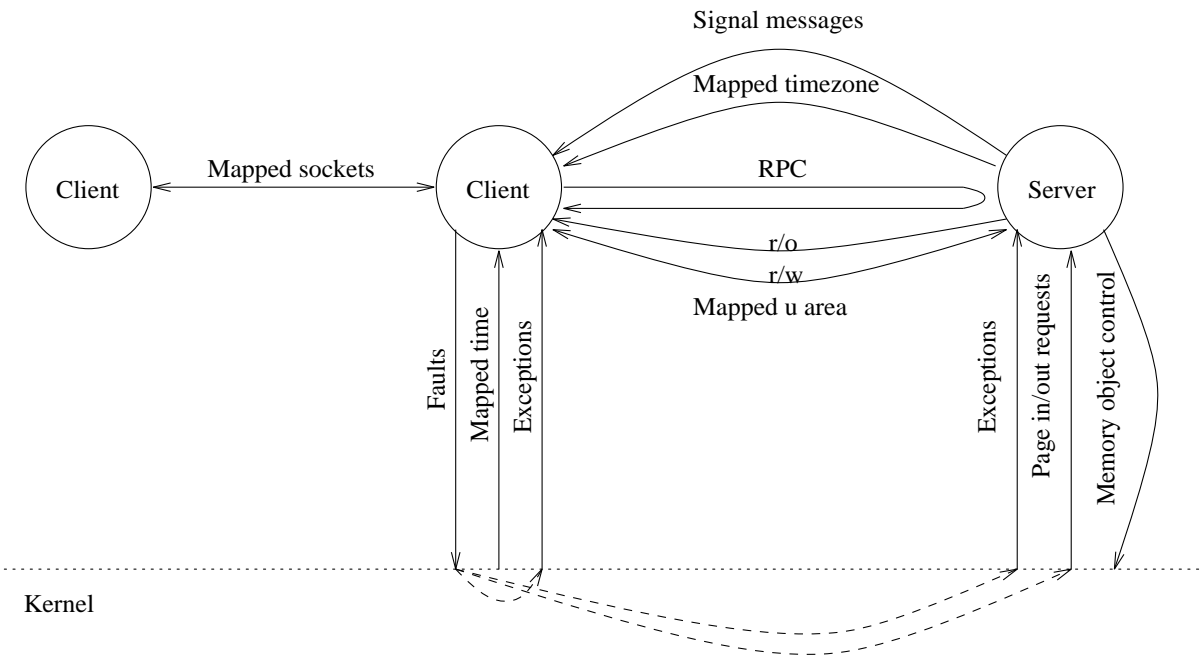 Signal messages
Mapped timezone
Mapped sockets
RPC
Client
Client
Server
r/o
r/w
Mapped u area
Faults
Mapped time
Exceptions
Exceptions
Page in/out requests
Memory object control
Kernel